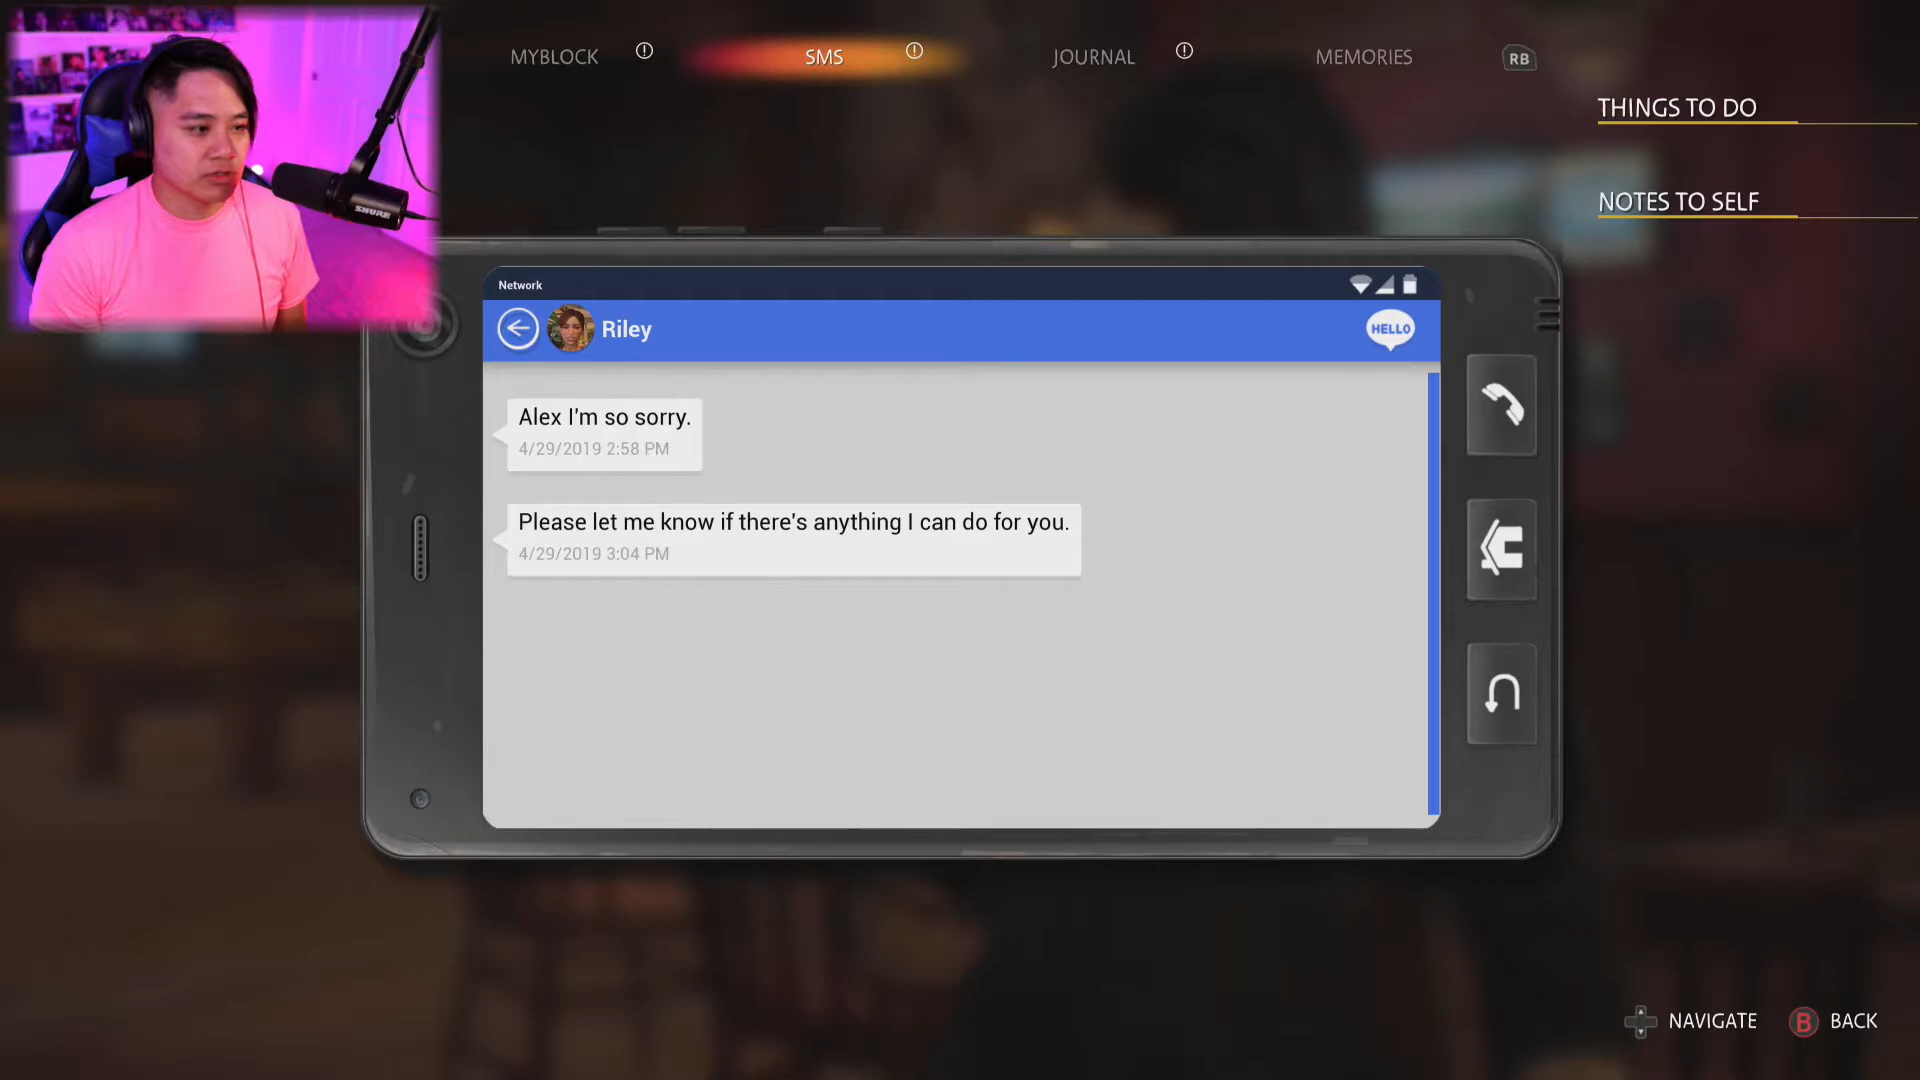 MYBLOCK
SMS
JOURNAL
MEMORIES
RB
THINGS TO DO
NOTES TO SELF
SHURE
Network
Riley
HELLO
Alex I'm so sorry.
4/29/2019 2:58 PM
Please let me know if there's anything I can do for you.
4/29/2019 3:04 PM
NAVIGATE
B BACK